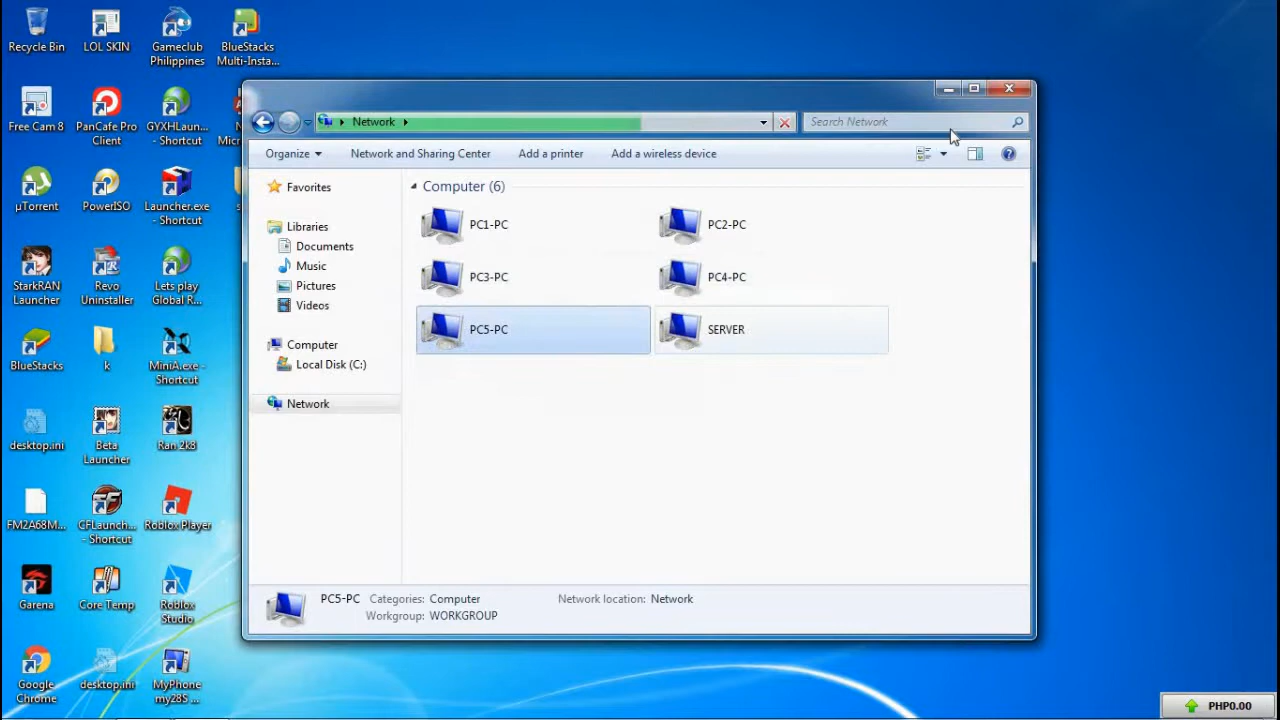 Recycle Bin
LOL SKIN
Gameclub
Philippines
BlueStacks
Multi-Insta...
Free Cam 8
PanCafe Pro
Client
GYXHLaun...
- Shortcut
µTorrent
PowerISO
Launcher.exe
- Shortcut
StarkRAN
Launcher
Revo
Uninstaller
Lets play
Global R...
BlueStacks
k
MiniA.exe -
Shortcut
desktop.ini
Beta
Launcher
Ran 2k8
FM2A68M...
CFLaunch...
- Shortcut
Roblox Player
Garena
Core Temp
Roblox
Studio
Google
Chrome
desktop.ini
MyPhone
my28S ...
Network
Search Network
Organize
Network and Sharing Center
Add a printer
Add a wireless device
Favorites
Libraries
Documents
Music
Pictures
Videos
Computer
Local Disk (C:)
Network
Computer (6)
PC1-PC
PC2-PC
PC3-PC
PC4-PC
PC5-PC
SERVER
PC5-PC Categories: Computer Network location: Network
Workgroup: WORKGROUP
PHP0.00